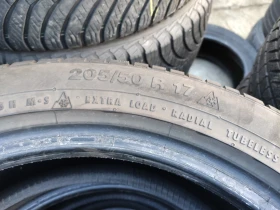 205/50 R 17
M+S
EXTRA LOAD - RADIAL TUBELESS